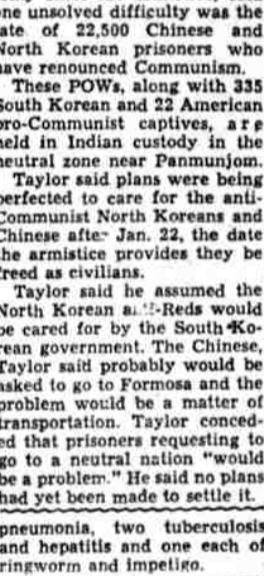 one unsolved difficulty was the
ate of 22,500 Chinese and
North Korean prisoners who
have renounced Communism.
These POWs, along with 335
South Korean and 22 American
pro-Communist captives, are
held in Indian custody in the
neutral zone near Panmunjom.
Taylor said plans were being
perfected to care for the anti-
Communist North Koreans and
Chinese after Jan. 22, the date
the armistice provides they be
freed as civilians.
Taylor said he assumed the
North Korean -Reds would
be cared for by the South Ko-
rean government. The Chinese,
Taylor said probably would be
asked to go to Formosa and the
problem would be a matter of
transportation. Taylor conced-
ed that prisoners requesting to
go to a neutral nation "would
be a problem." He said no plans
had yet been made to settle it.
pneumonia, two tuberculosis
and hepatitis and one each of
ringworm and impetigo.